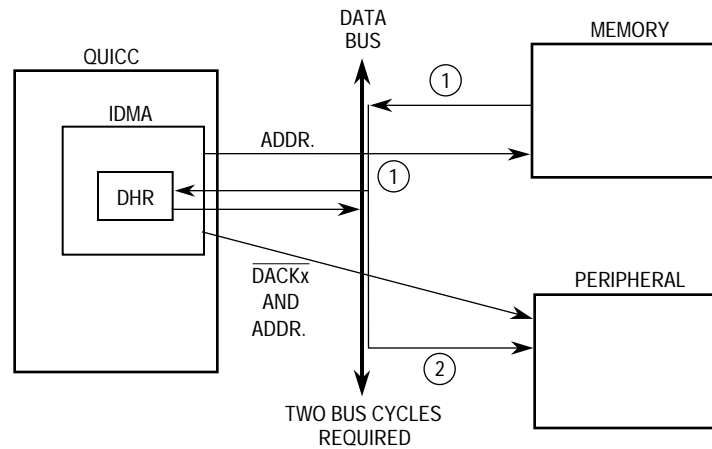 DATA
BUS
MEMORY
QUICC
1
IDMA
ADDR.
1
DHR
DACKx
AND
ADDR.
PERIPHERAL
2
TWO BUS CYCLES
REQUIRED